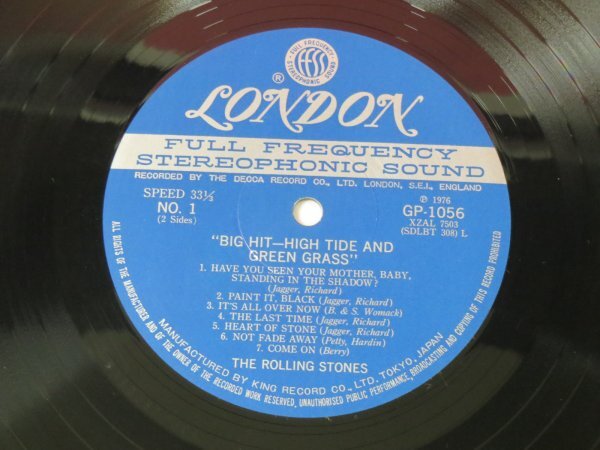 FULL FREQUENCY
STEREOPHONIC SOUND
ffss
®
LONDON
FULL FREQUENCY
STEREOPHONIC SOUND
RECORDED BY THE DECCA RECORD CO., LTD. LONDON, S.E.I., ENGLAND
SPEED 33⅓
NO. 1
(2 Sides)
℗ 1976
GP-1056
XZAL 7503
(SDLBT 308) L
"BIG HIT—HIGH TIDE AND
GREEN GRASS"
1. HAVE YOU SEEN YOUR MOTHER, BABY,
STANDING IN THE SHADOW?
(Jagger, Richard)
2. PAINT IT, BLACK (Jagger, Richard)
3. IT'S ALL OVER NOW (B. & S. Womack)
4. THE LAST TIME (Jagger, Richard)
5. HEART OF STONE (Jagger, Richard)
6. NOT FADE AWAY (Petty, Hardin)
7. COME ON (Berry)
THE ROLLING STONES
MANUFACTURED BY KING RECORD CO., LTD. TOKYO, JAPAN
ALL RIGHTS OF THE MANUFACTURER AND OF THE OWNER OF THE RECORDED WORK RESERVED, UNAUTHORISED PUBLIC PERFORMANCE, BROADCASTING AND COPYING OF THIS RECORD PROHIBITED